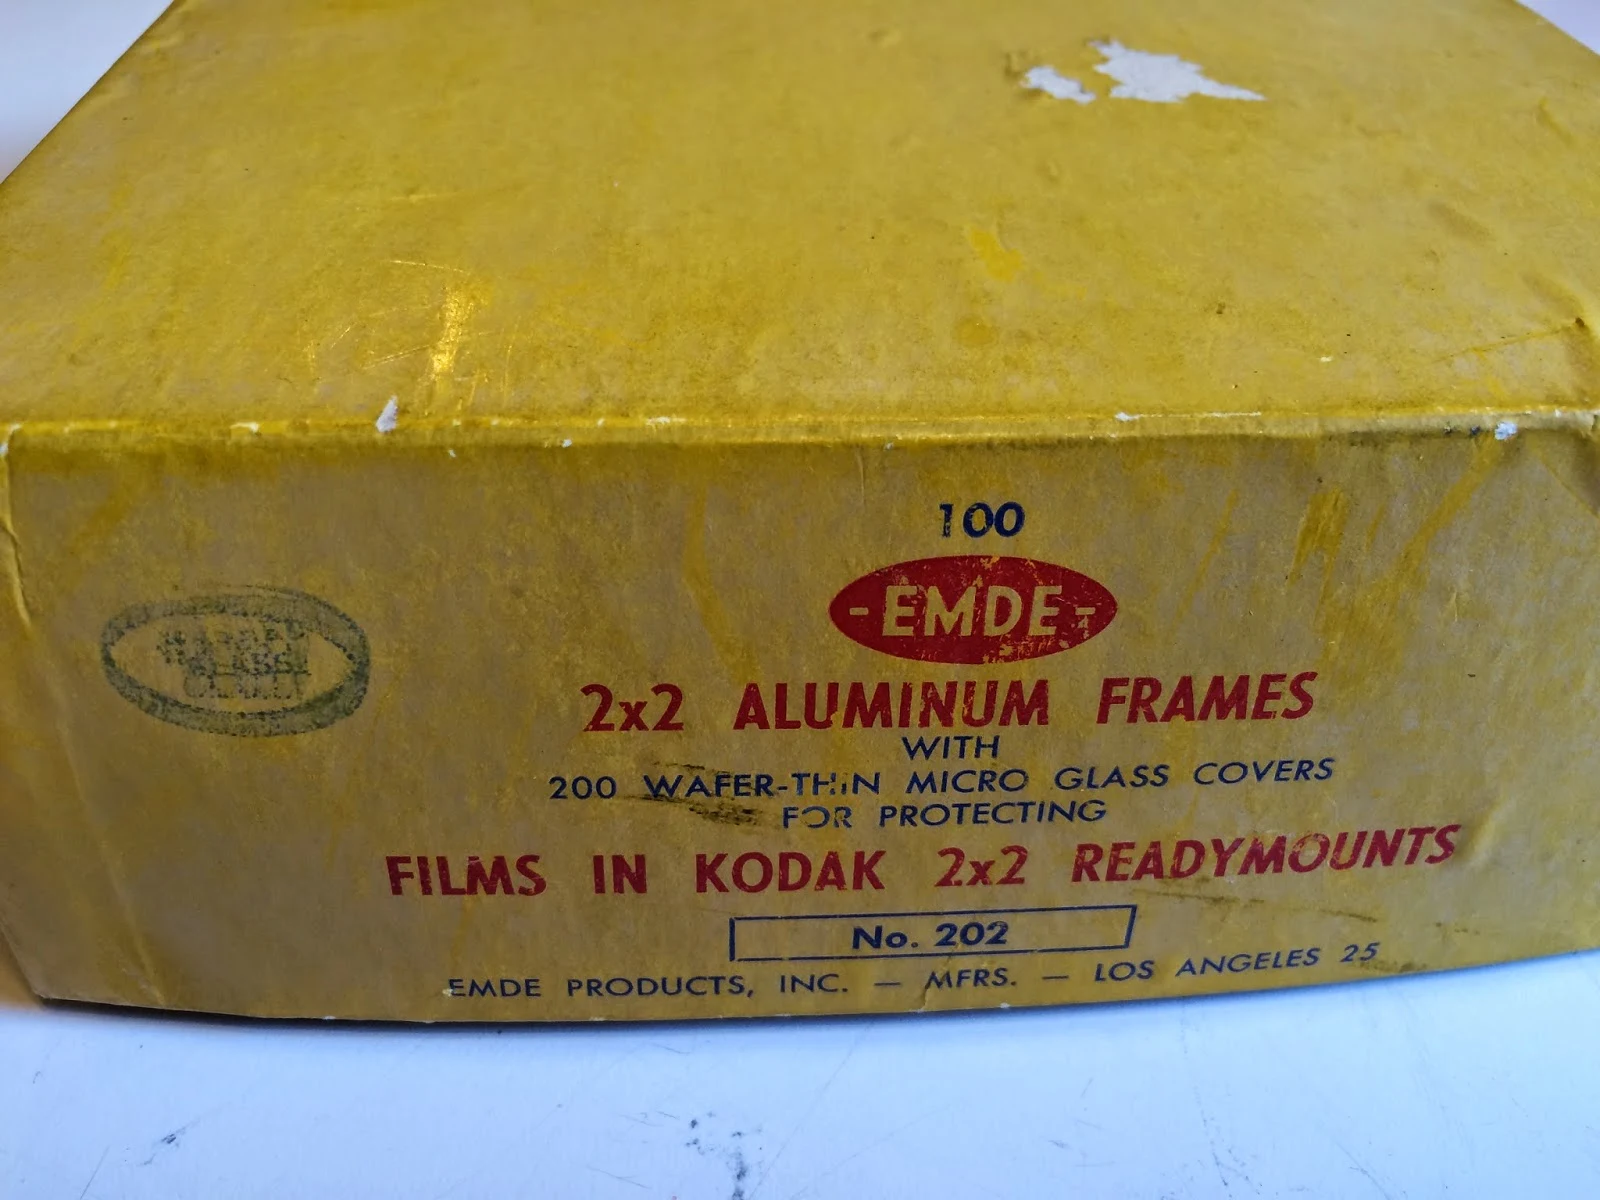 100
-EMDE-
2x2 ALUMINUM FRAMES
WITH
200 WAFER-THIN MICRO GLASS COVERS
FOR PROTECTING
FILMS IN KODAK 2x2 READYMOUNTS
No. 202
EMDE PRODUCTS, INC. — MFRS. — LOS ANGELES 25